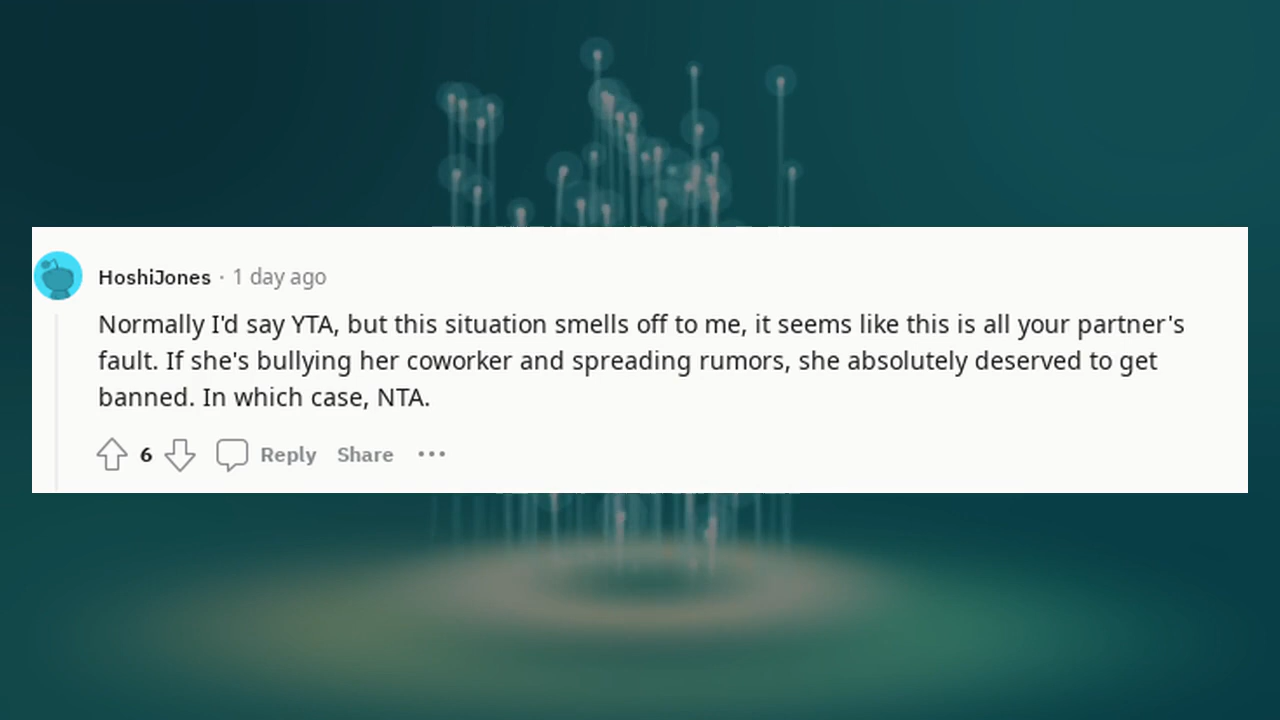 HoshiJones · 1 day ago
Normally I'd say YTA, but this situation smells off to me, it seems like this is all your partner's
fault. If she's bullying her coworker and spreading rumors, she absolutely deserved to get
banned. In which case, NTA.
6 Reply Share ···